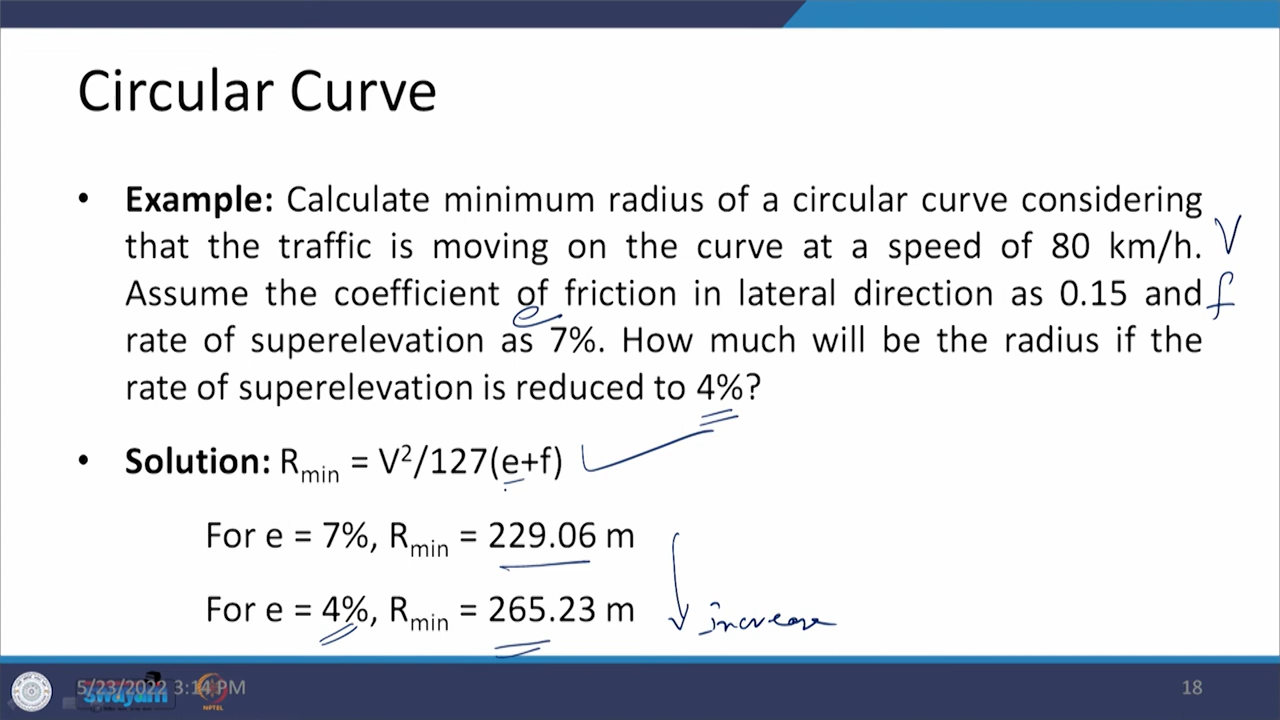 Circular Curve
• Example: Calculate minimum radius of a circular curve considering
that the traffic is moving on the curve at a speed of 80 km/h. V
Assume the coefficient of friction in lateral direction as 0.15 and f
e
rate of superelevation as 7%. How much will be the radius if the
rate of superelevation is reduced to 4%?
• Solution: Rmin = V²/127(e+f)
For e = 7%, Rmin = 229.06 m
For e = 4%, Rmin = 265.23 m
increase
5/23/2022 3:14 PM
swayam
NPTEL
18